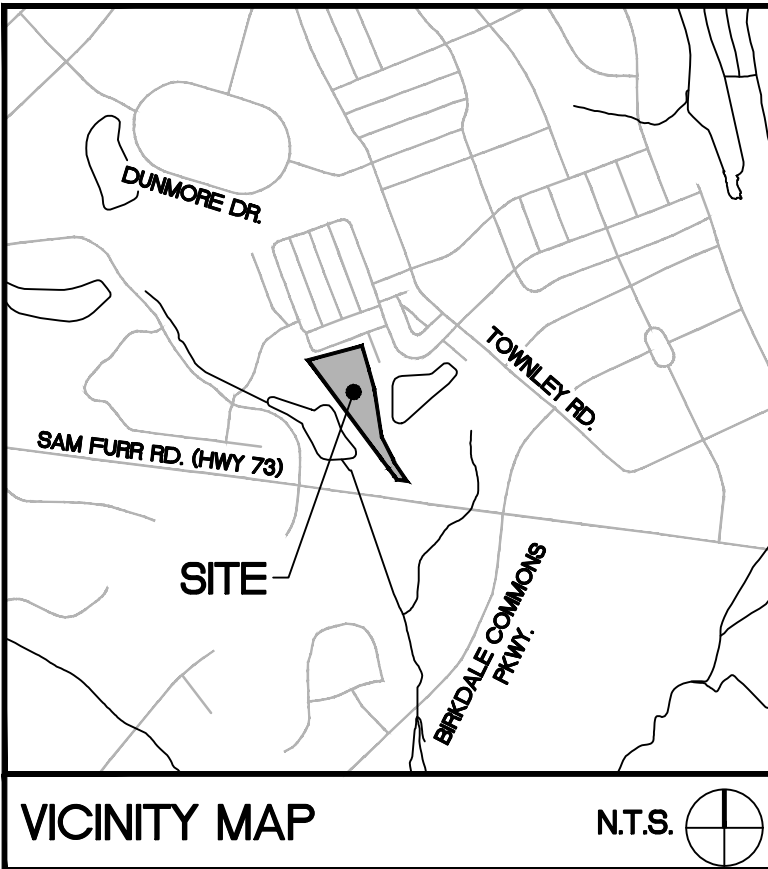 DUNMORE DR.
TOWNLEY RD.
SAM FURR RD. (HWY 73)
SITE
BIRKDALE COMMONS
PKWY.
VICINITY MAP
N.T.S.